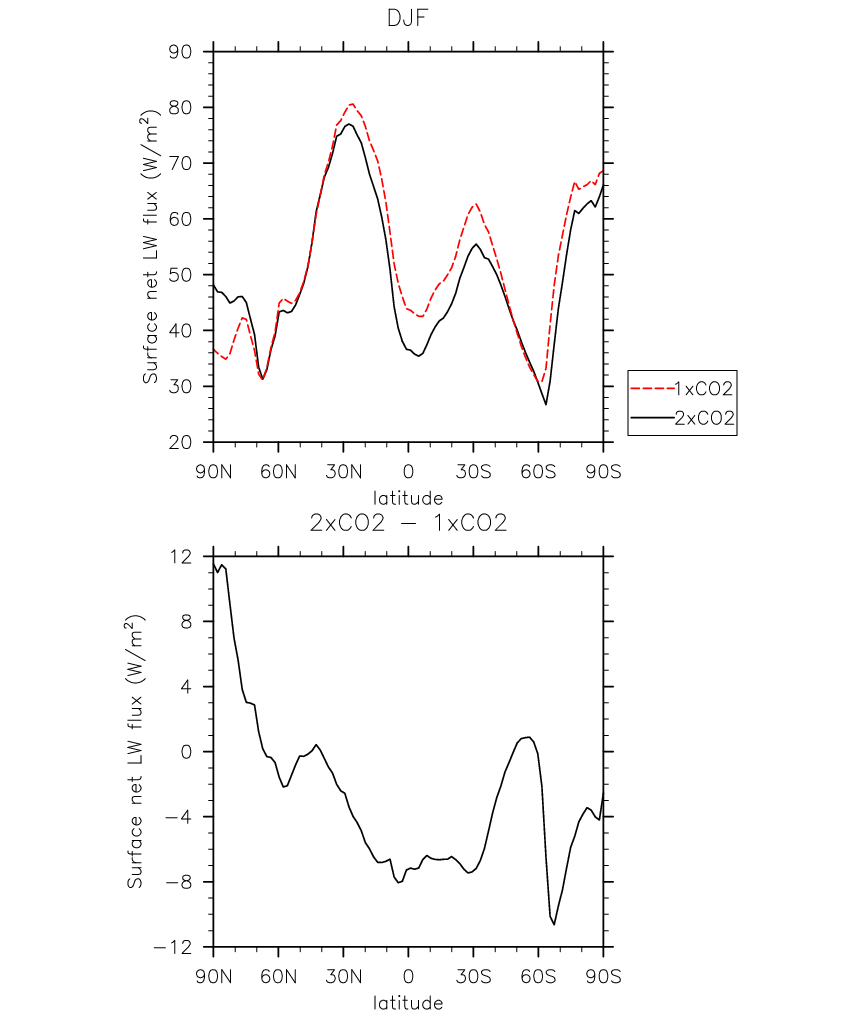 DJF
90
80
70
60
50
40
30
20
Surface net LW flux (W/m²)
90N 60N 30N 0 30S 60S 90S
latitude
1xCO2
2xCO2
2xCO2 − 1xCO2
12
8
4
0
−4
−8
−12
Surface net LW flux (W/m²)
90N 60N 30N 0 30S 60S 90S
latitude